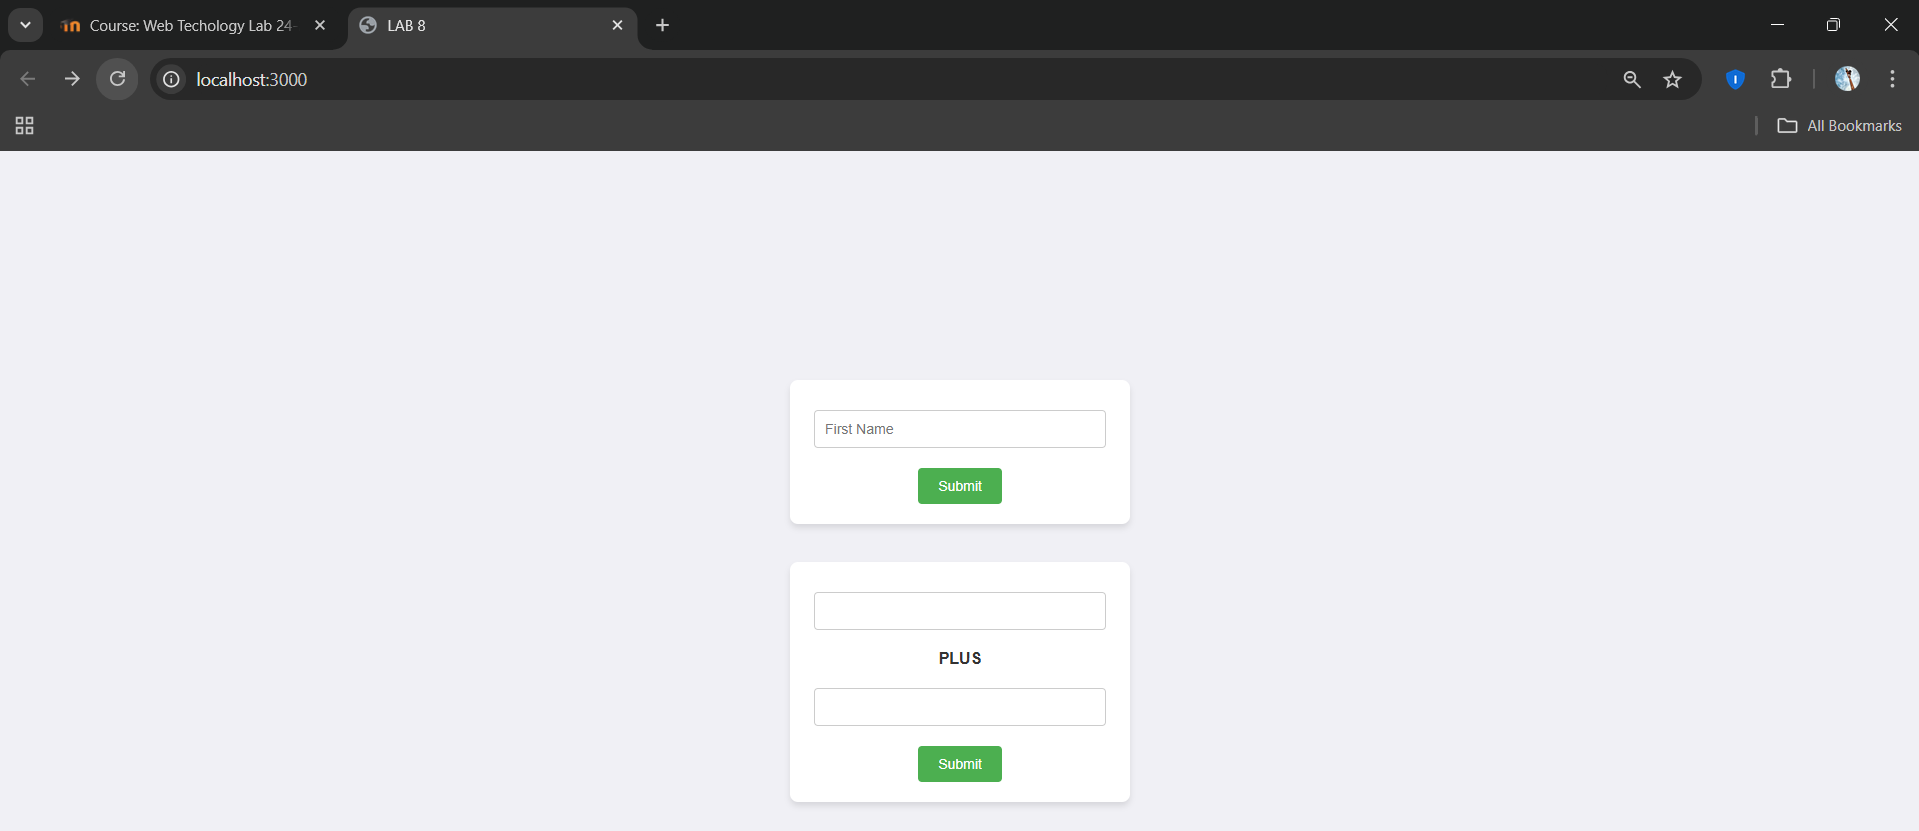 Course: Web Techology Lab 24-
LAB 8
localhost:3000
All Bookmarks
First Name
Submit
PLUS
Submit